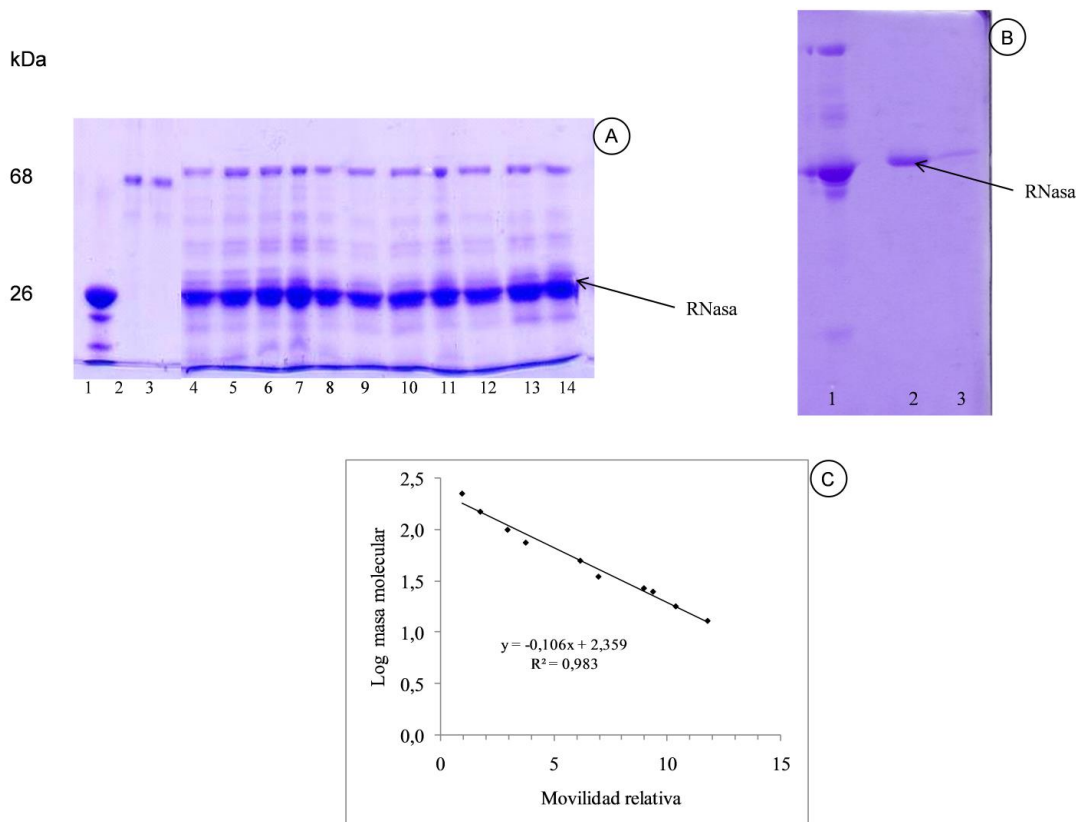 kDa
A
68
26
RNasa
1 2 3 4 5 6 7 8 9 10 11 12 13 14
B
RNasa
1 2 3
C
2,5
2,0
1,5
1,0
0,5
0,0
Log masa molecular
y = -0,106x + 2,359
R² = 0,983
0 5 10 15
Movilidad relativa